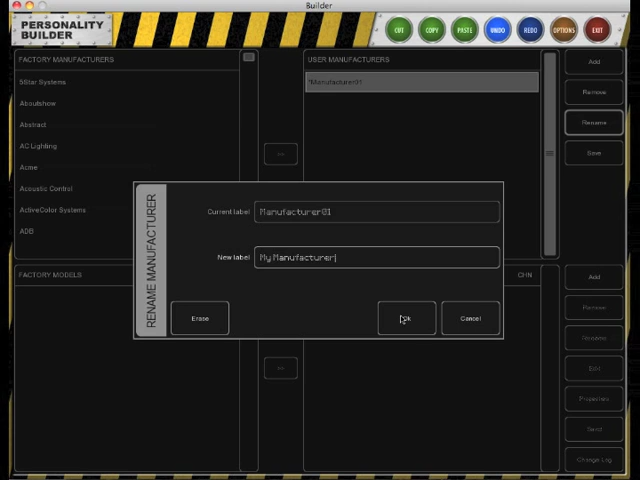 Builder
PERSONALITY
BUILDER
CUT
COPY
PASTE
UNDO
REDO
OPTIONS
EXIT
FACTORY MANUFACTURERS
5Star Systems
Aboutshow
Abstract
AC Lighting
Acme
Acoustic Control
ActiveColor Systems
ADB
USER MANUFACTURERS
*Manufacturer01
Add
Remove
Rename
Save
RENAME MANUFACTURER
Current label
Manufacturer01
New label
My Manufacturer
Erase
Ok
Cancel
FACTORY MODELS
CHN
Add
Remove
Rename
Edit
Properties
Send
Change Log